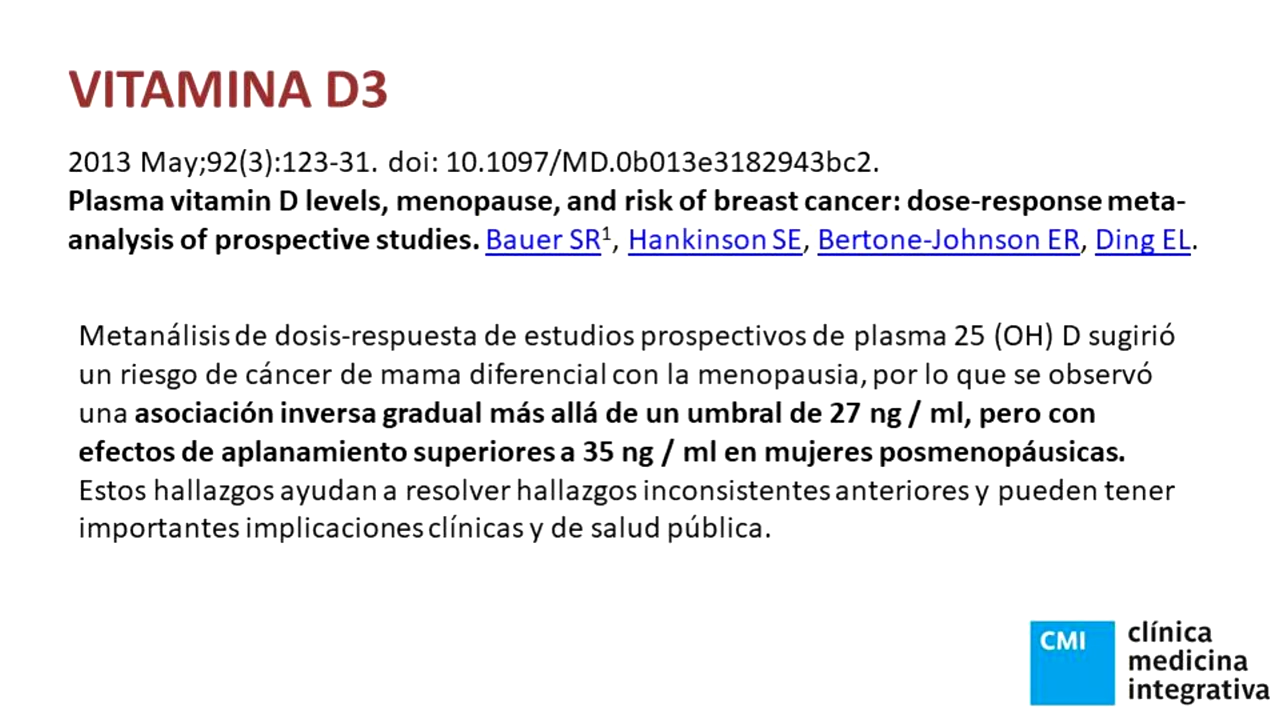 VITAMINA D3
2013 May;92(3):123-31. doi: 10.1097/MD.0b013e3182943bc2.
Plasma vitamin D levels, menopause, and risk of breast cancer: dose-response meta-
analysis of prospective studies. Bauer SR¹, Hankinson SE, Bertone-Johnson ER, Ding EL.
Metanálisis de dosis-respuesta de estudios prospectivos de plasma 25 (OH) D sugirió
un riesgo de cáncer de mama diferencial con la menopausia, por lo que se observó
una asociación inversa gradual más allá de un umbral de 27 ng / ml, pero con
efectos de aplanamiento superiores a 35 ng / ml en mujeres posmenopáusicas.
Estos hallazgos ayudan a resolver hallazgos inconsistentes anteriores y pueden tener
importantes implicaciones clínicas y de salud pública.
CMI
clínica
medicina
integrativa